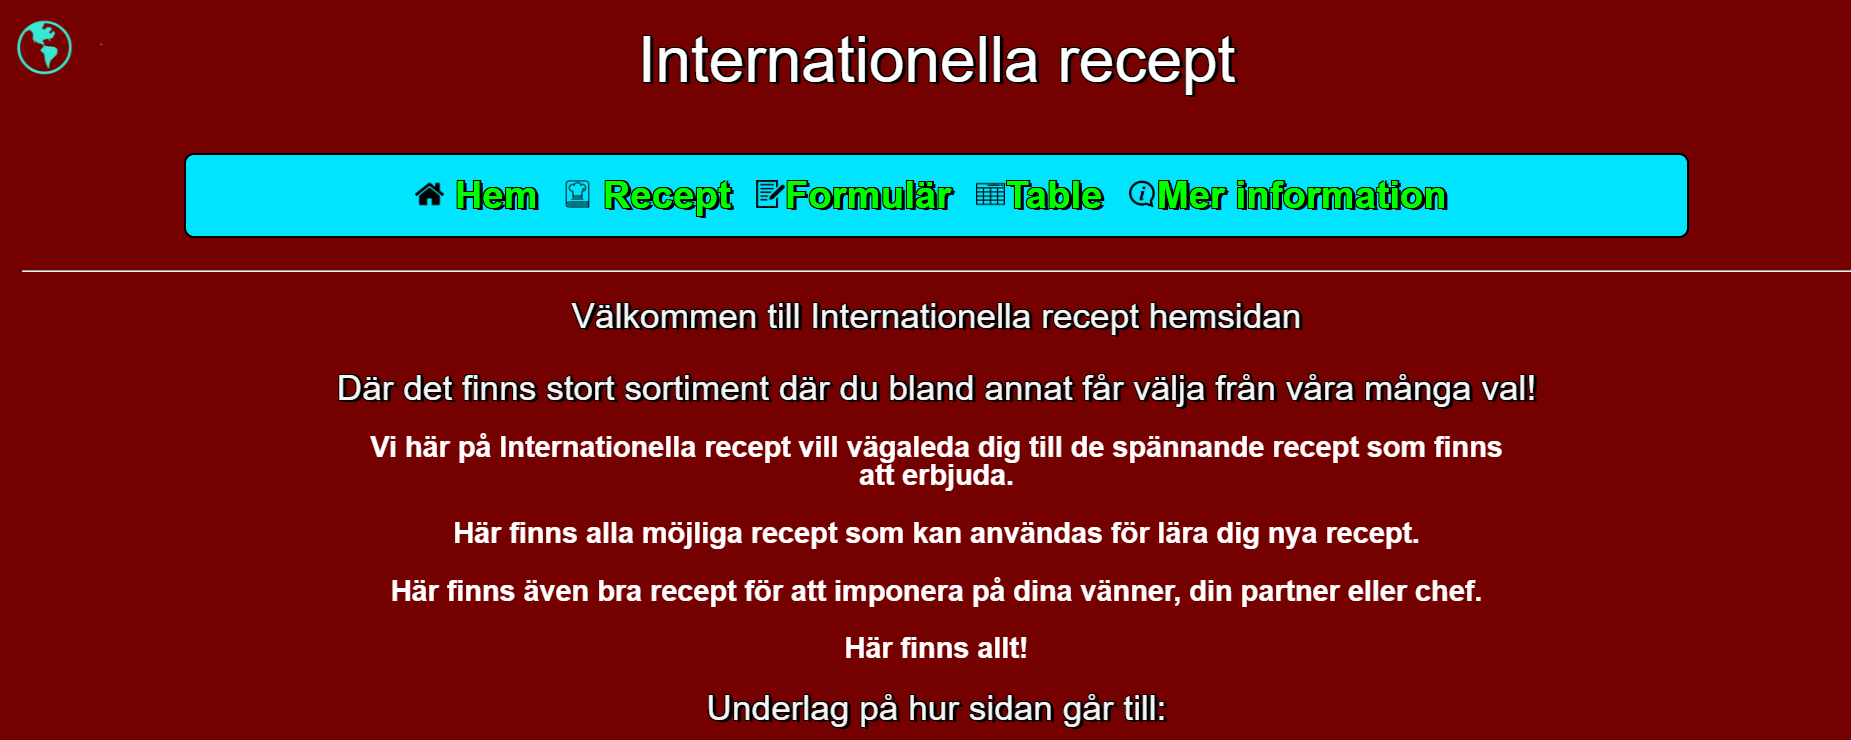 Internationella recept
Hem Recept Formulär Table Mer information
Välkommen till Internationella recept hemsidan
Där det finns stort sortiment där du bland annat får välja från våra många val!
Vi här på Internationella recept vill vägaleda dig till de spännande recept som finns
att erbjuda.
Här finns alla möjliga recept som kan användas för lära dig nya recept.
Här finns även bra recept för att imponera på dina vänner, din partner eller chef.
Här finns allt!
Underlag på hur sidan går till: